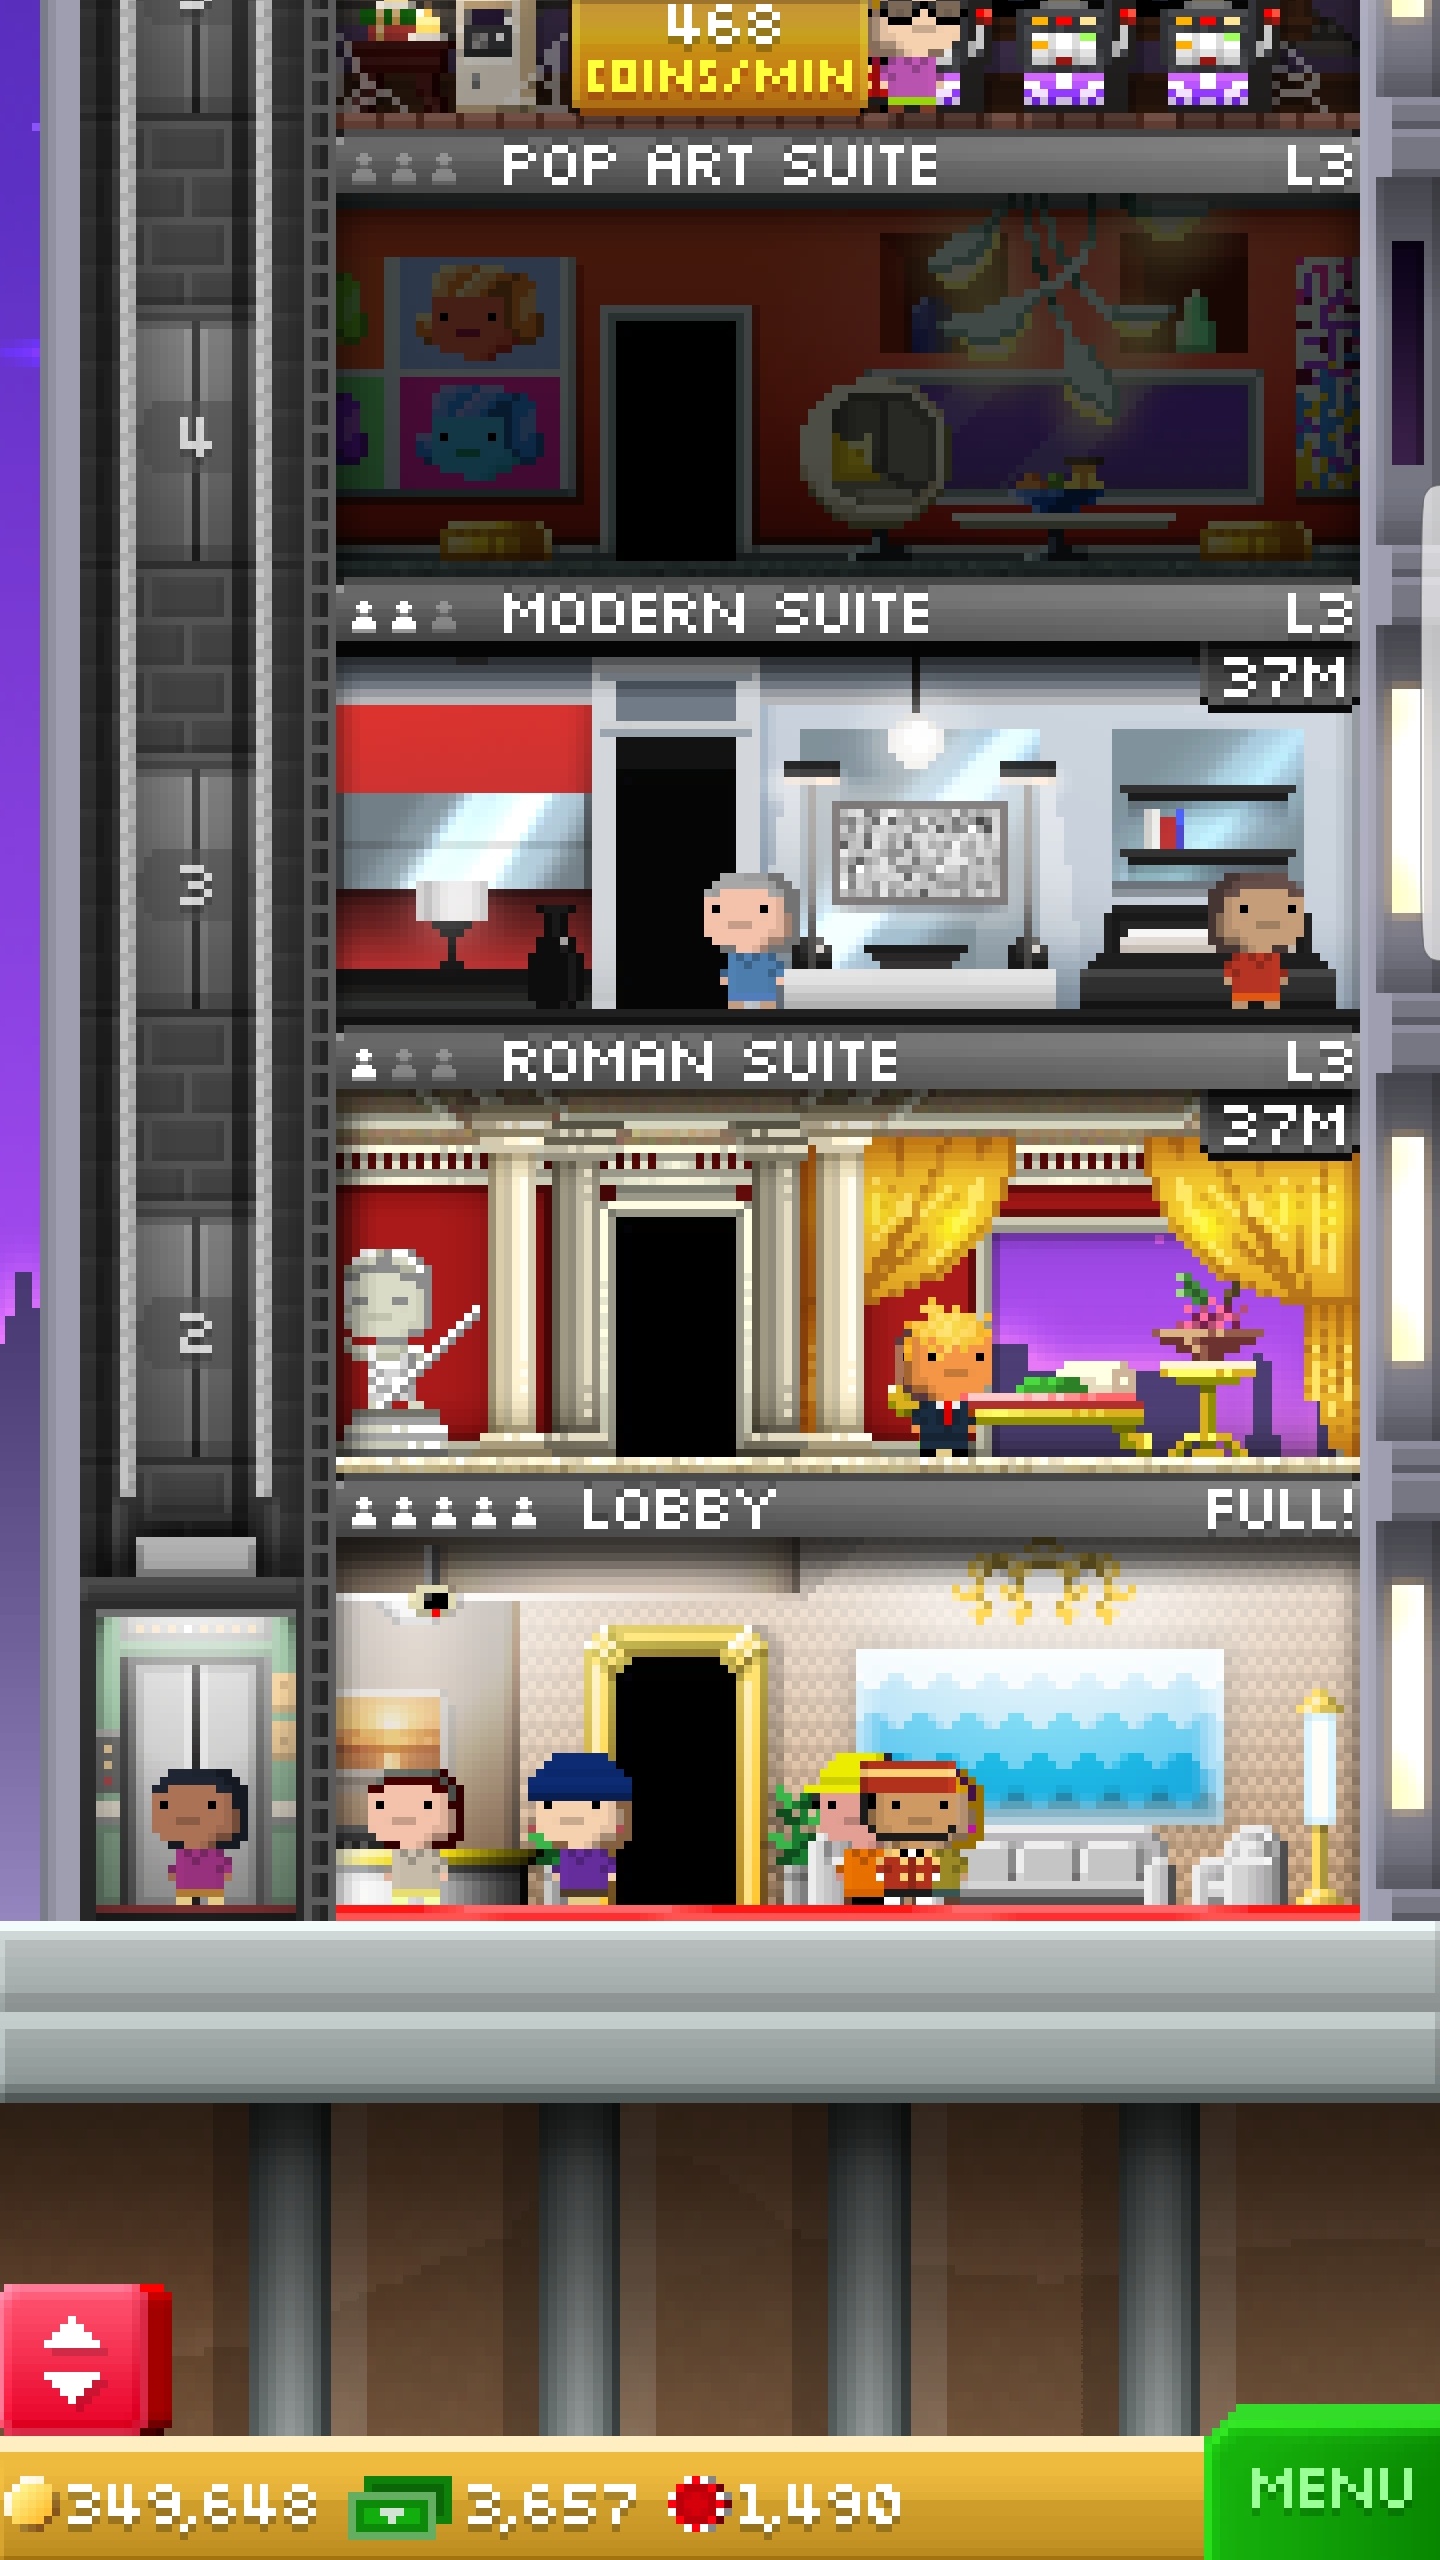 468
COINS/MIN
POP ART SUITE L3
4
MODERN SUITE L3
37M
3
ROMAN SUITE L3
37M
2
LOBBY FULL!
349,648 3,657 1,490
MENU